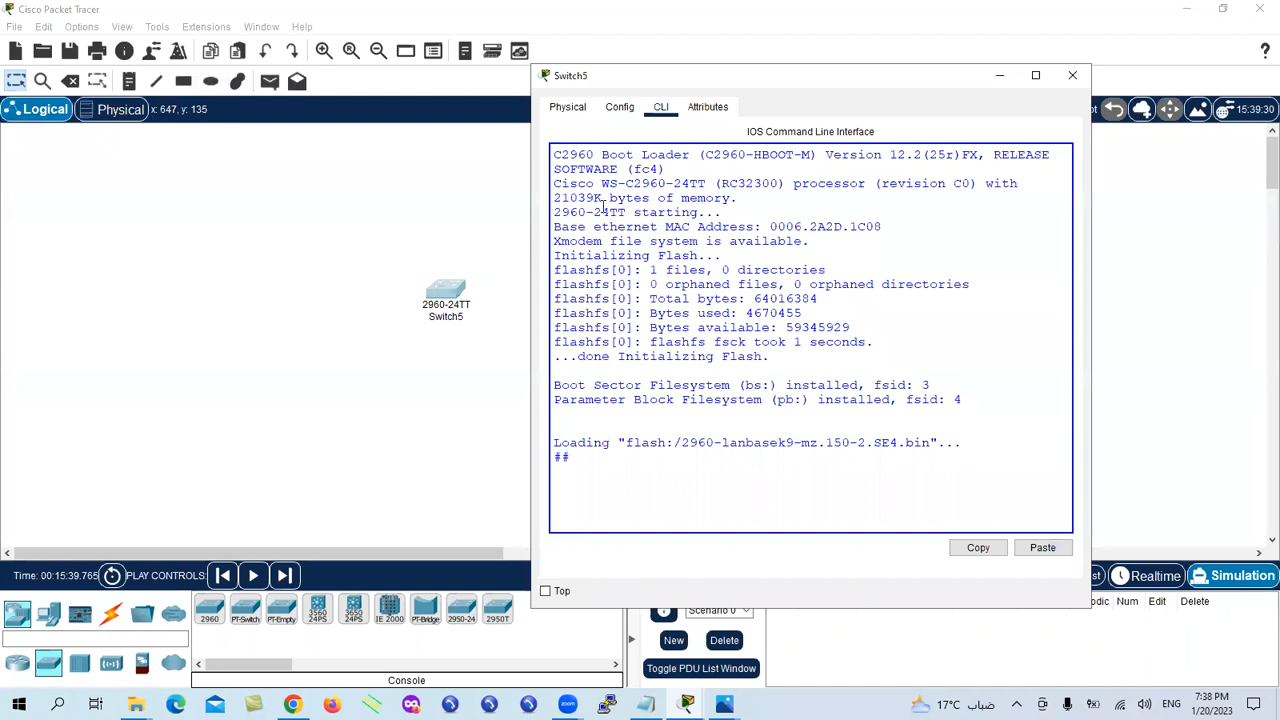 Cisco Packet Tracer
File Edit Options View Tools Extensions Window Help
Logical Physical x: 647, y: 135
15:39:30
Switch5
Physical Config CLI Attributes
IOS Command Line Interface
C2960 Boot Loader (C2960-HBOOT-M) Version 12.2(25r)FX, RELEASE
SOFTWARE (fc4)
Cisco WS-C2960-24TT (RC32300) processor (revision C0) with
21039K bytes of memory.
2960-24TT starting...
Base ethernet MAC Address: 0006.2A2D.1C08
Xmodem file system is available.
Initializing Flash...
flashfs[0]: 1 files, 0 directories
flashfs[0]: 0 orphaned files, 0 orphaned directories
flashfs[0]: Total bytes: 64016384
flashfs[0]: Bytes used: 4670455
flashfs[0]: Bytes available: 59345929
flashfs[0]: flashfs fsck took 1 seconds.
...done Initializing Flash.
Boot Sector Filesystem (bs:) installed, fsid: 3
Parameter Block Filesystem (pb:) installed, fsid: 4
Loading "flash:/2960-lanbasek9-mz.150-2.SE4.bin"...
##
Copy Paste
Top
2960-24TT
Switch5
Time: 00:15:39.765 PLAY CONTROLS:
Realtime Simulation
2960 PT-Switch PT-Empty 3560 24PS 3650 24PS IE 2000 PT-Bridge 2950-24 2950T
Console
Scenario 0
New Delete
Toggle PDU List Window
odic Num Edit Delete
17°C ضباب
ENG
7:38 PM
1/20/2023